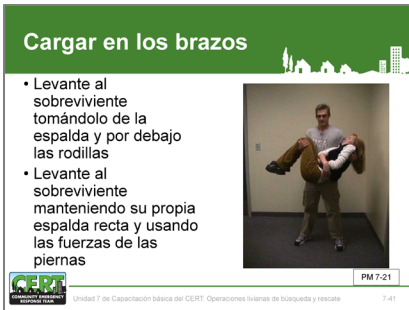 Cargar en los brazos
• Levante al
sobreviviente
tomándolo de la
espalda y por debajo
las rodillas
• Levante al
sobreviviente
manteniendo su propia
espalda recta y usando
las fuerzas de las
piernas
PM 7-21
CERT
COMMUNITY EMERGENCY
RESPONSE TEAM
Unidad 7 de Capacitación básica del CERT: Operaciones livianas de búsqueda y rescate
7-41